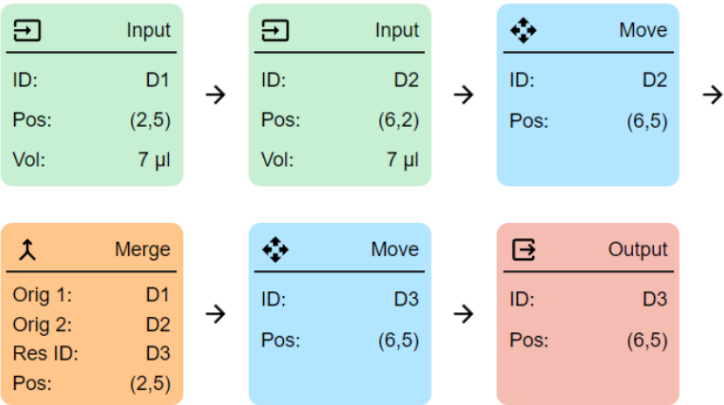 Input
ID: D1
Pos: (2,5)
Vol: 7 µl
Input
ID: D2
Pos: (6,2)
Vol: 7 µl
Move
ID: D2
Pos: (6,5)
Merge
Orig 1: D1
Orig 2: D2
Res ID: D3
Pos: (2,5)
Move
ID: D3
Pos: (6,5)
Output
ID: D3
Pos: (6,5)